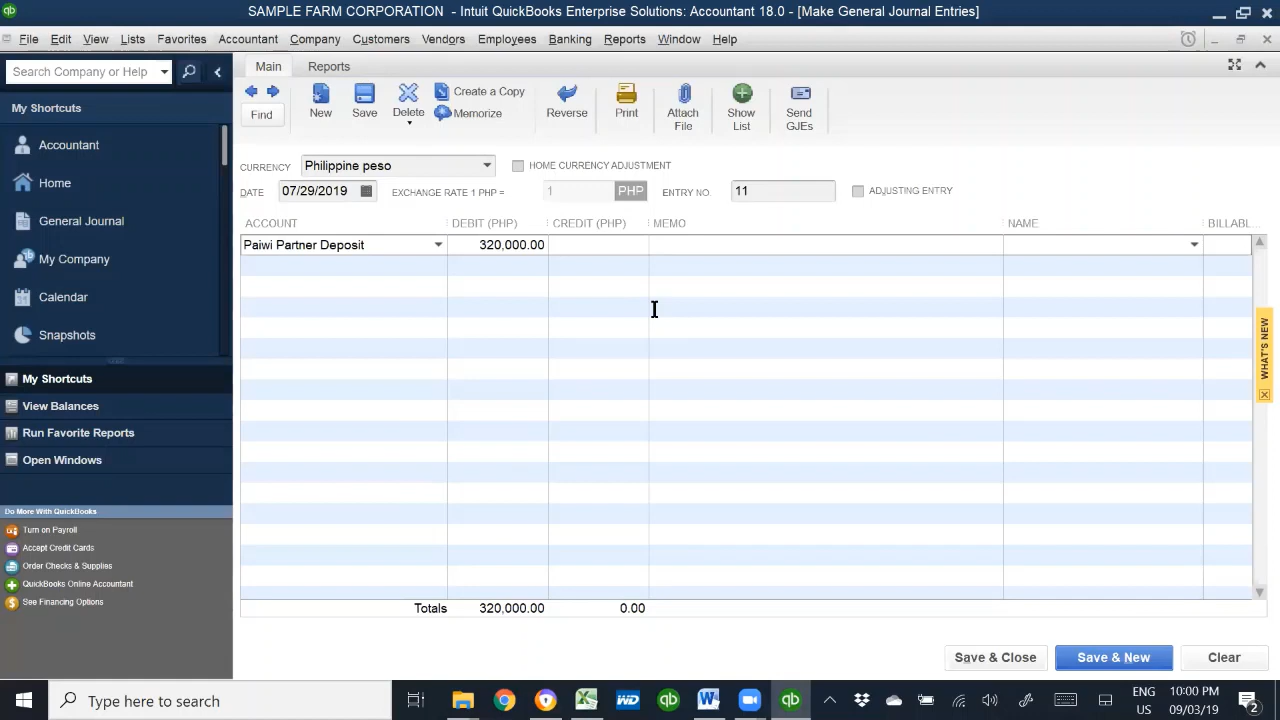 SAMPLE FARM CORPORATION - Intuit QuickBooks Enterprise Solutions: Accountant 18.0 - [Make General Journal Entries]
File Edit View Lists Favorites Accountant Company Customers Vendors Employees Banking Reports Window Help
Search Company or Help
My Shortcuts
Accountant
Home
General Journal
My Company
Calendar
Snapshots
My Shortcuts
View Balances
Run Favorite Reports
Open Windows
Do More With QuickBooks
Turn on Payroll
Accept Credit Cards
Order Checks & Supplies
QuickBooks Online Accountant
See Financing Options
Main Reports
Find
New
Save
Delete
Create a Copy
Memorize
Reverse
Print
Attach
File
Show
List
Send
GJEs
CURRENCY Philippine peso HOME CURRENCY ADJUSTMENT
DATE 07/29/2019 EXCHANGE RATE 1 PHP = 1 PHP ENTRY NO. 11 ADJUSTING ENTRY
ACCOUNT DEBIT (PHP) CREDIT (PHP) MEMO NAME BILLABL...
Paiwi Partner Deposit 320,000.00
Totals 320,000.00 0.00
WHAT'S NEW
Save & Close Save & New Clear
Type here to search
ENG
US
10:00 PM
09/03/19
2